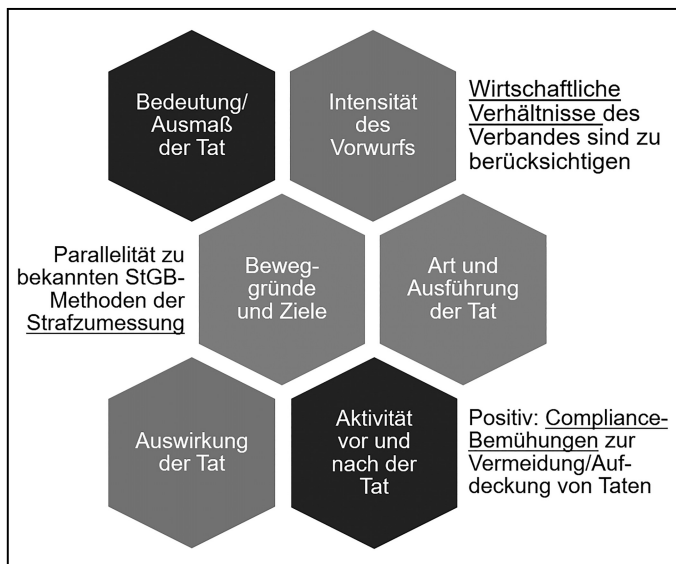 Bedeutung/
Ausmaß
der Tat
Intensität
des
Vorwurfs
Wirtschaftliche
Verhältnisse des
Verbandes sind zu
berücksichtigen
Parallelität zu
bekannten StGB-
Methoden der
Strafzumessung
Beweg-
gründe
und Ziele
Art und
Ausführung
der Tat
Auswirkung
der Tat
Aktivität
vor und
nach der
Tat
Positiv: Compliance-
Bemühungen zur
Vermeidung/Auf-
deckung von Taten